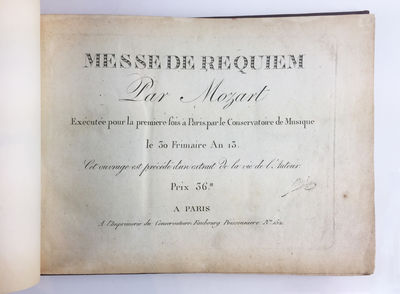 MESSE DE REQUIEM
Par Mozart
Exécutée pour la premiere fois à Paris, par le Conservatoire de Musique
le 30 Frimaire An 13.
Cet ouvrage est précédé d'un extrait de la vie de l'Auteur.
Prix 36.#
A PARIS
A l'Imprimerie du Conservatoire, Faubourg Poissonniere, N.º 152.